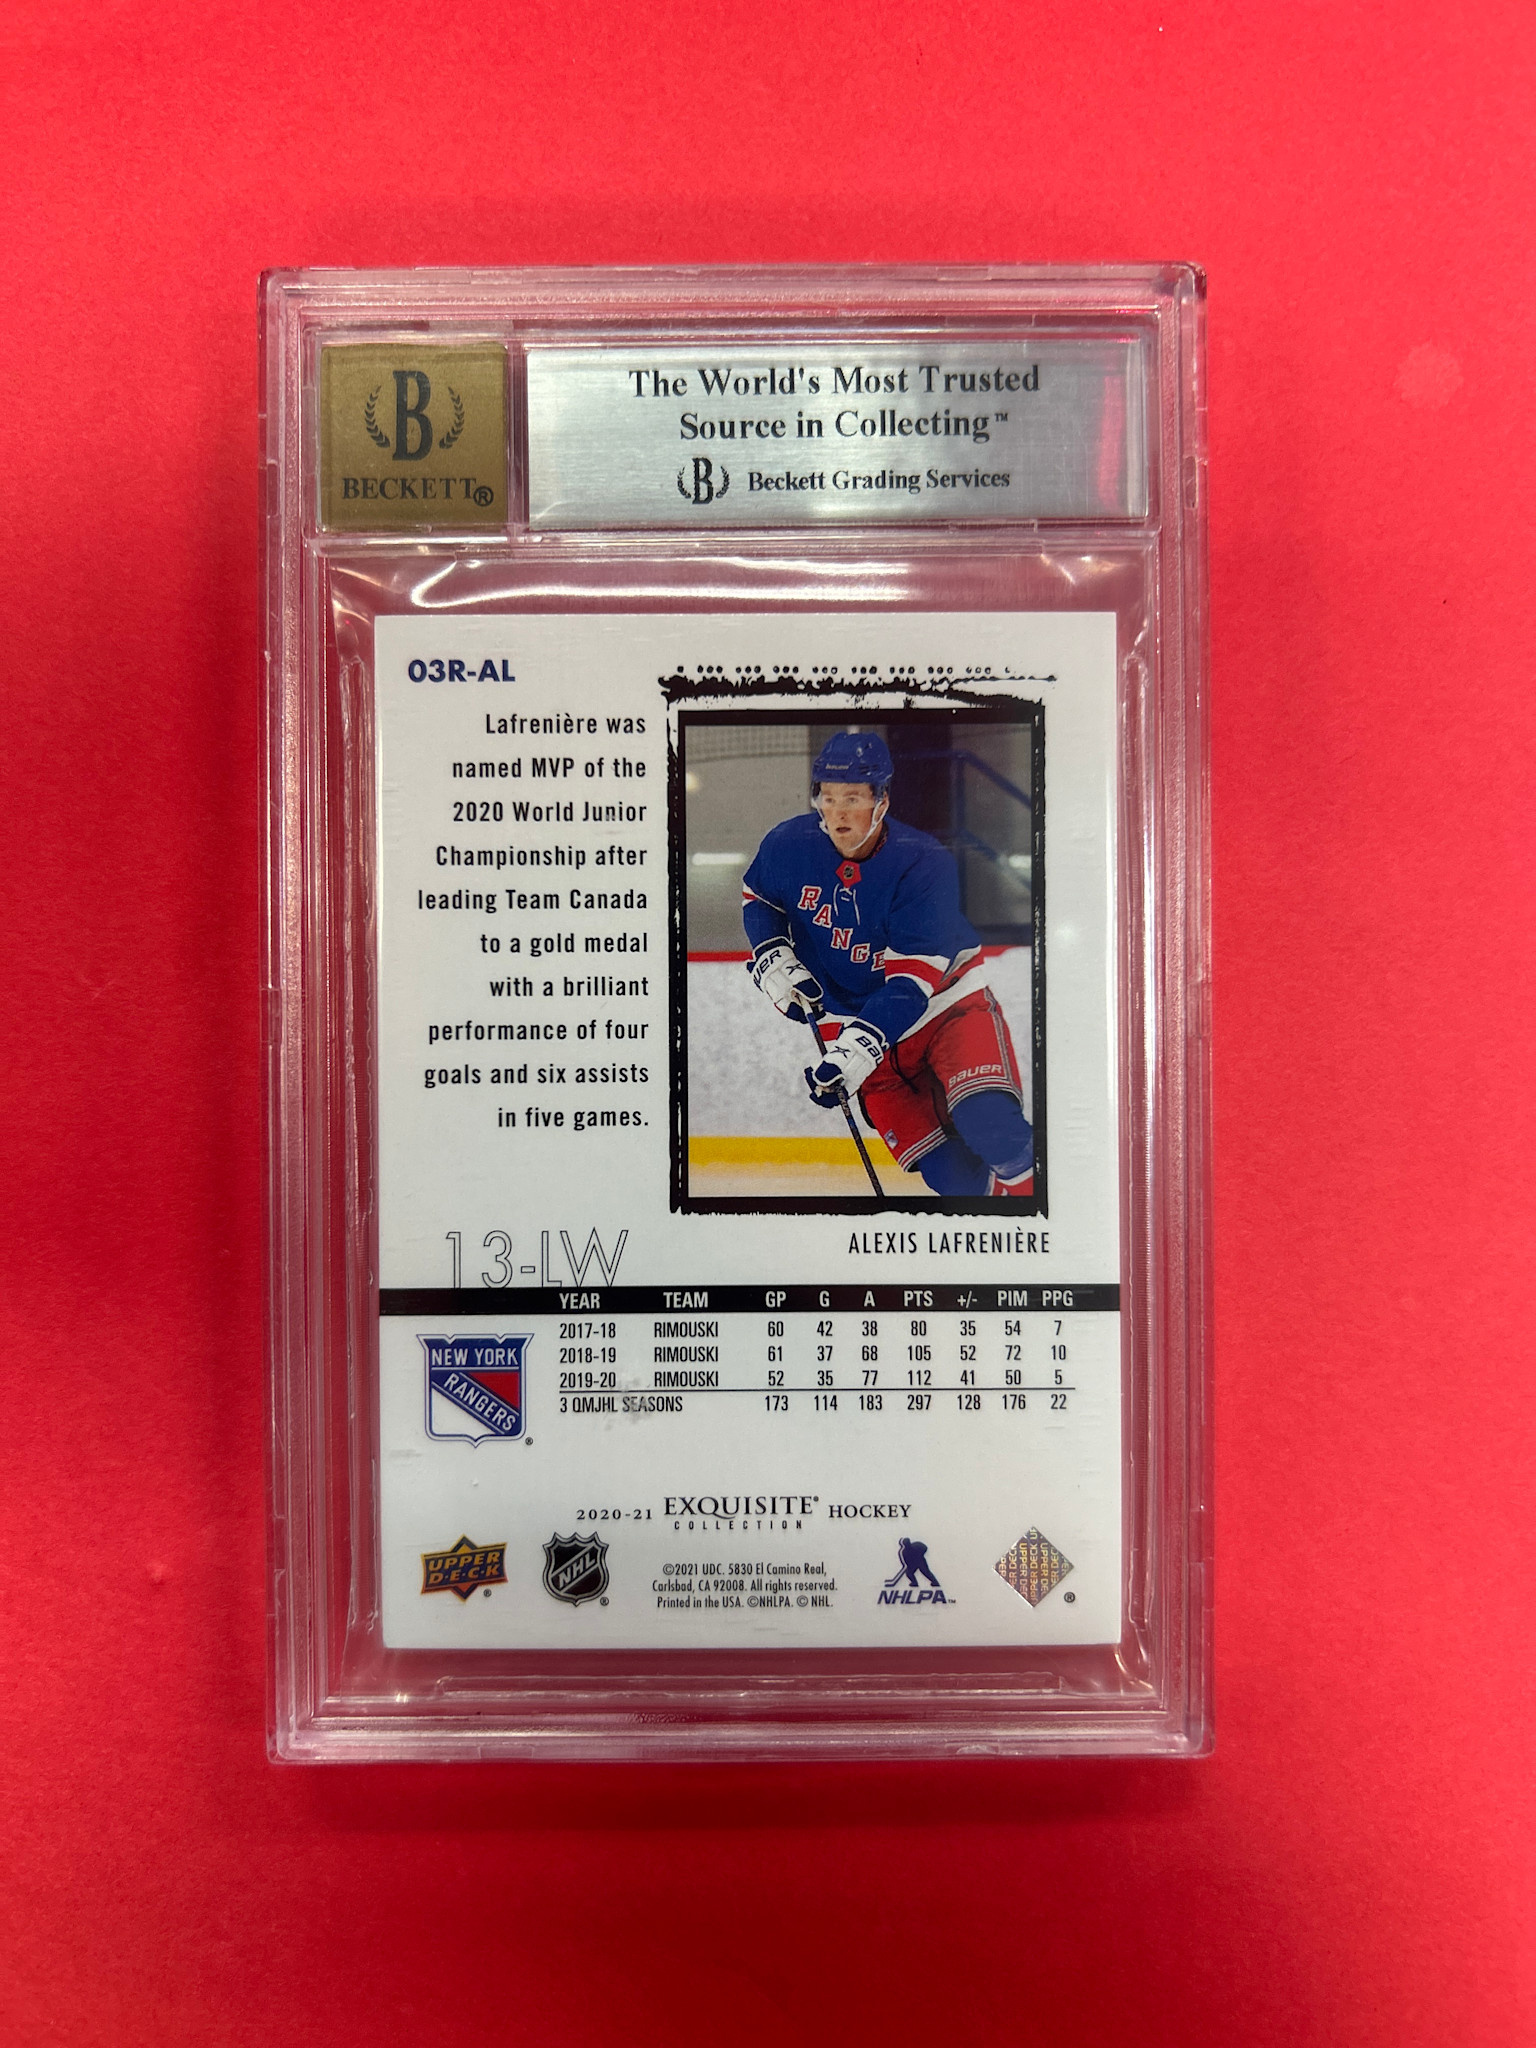 B
BECKETT®
The World's Most Trusted
Source in Collecting™
B Beckett Grading Services
03R-AL
Lafrenière was
named MVP of the
2020 World Junior
Championship after
leading Team Canada
to a gold medal
with a brilliant
performance of four
goals and six assists
in five games.
bauer
RANGE
BAUER
BAU
BAUER
13-LW
ALEXIS LAFRENIÈRE
YEAR TEAM GP G A PTS +/- PIM PPG
2017-18 RIMOUSKI 60 42 38 80 35 54 7
2018-19 RIMOUSKI 61 37 68 105 52 72 10
2019-20 RIMOUSKI 52 35 77 112 41 50 5
3 QMJHL SEASONS 173 114 183 297 128 176 22
NEW YORK
RANGERS
®
2020-21 EXQUISITE® HOCKEY
COLLECTION
UPPER
D·E·C·K
®
NHL
®
©2021 UDC. 5830 El Camino Real,
Carlsbad, CA 92008. All rights reserved.
Printed in the USA. ©NHLPA. © NHL.
NHLPA™
UPPER DECK
®